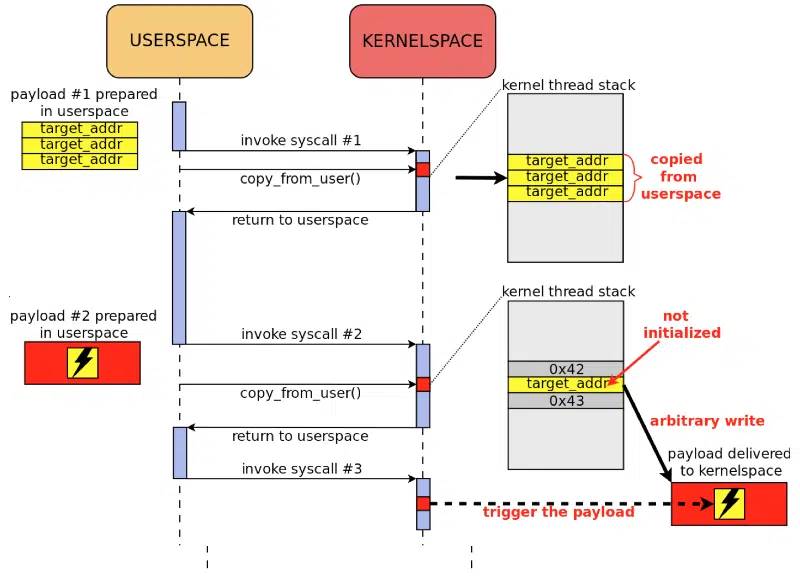 USERSPACE
KERNELSPACE
payload #1 prepared
in userspace
target_addr
target_addr
target_addr
invoke syscall #1
copy_from_user()
return to userspace
kernel thread stack
target_addr
target_addr
target_addr
copied
from
userspace
payload #2 prepared
in userspace
invoke syscall #2
copy_from_user()
return to userspace
invoke syscall #3
kernel thread stack
0x42
target_addr
0x43
not
initialized
arbitrary write
payload delivered
to kernelspace
trigger the payload